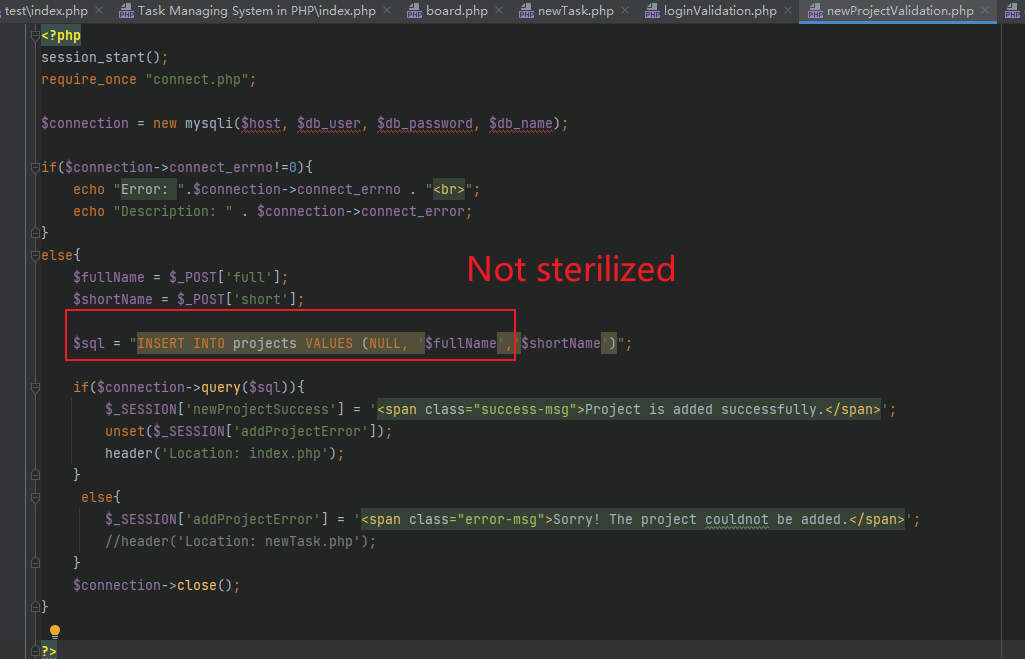 test\index.php Task Managing System in PHP\index.php board.php newTask.php loginValidation.php newProjectValidation.php
<?php
session_start();
require_once "connect.php";
$connection = new mysqli($host, $db_user, $db_password, $db_name);
if($connection->connect_errno!=0){
echo "Error: ".$connection->connect_errno . "<br>";
echo "Description: " . $connection->connect_error;
}
else{
$fullName = $_POST['full'];
Not sterilized
$shortName = $_POST['short'];
$sql = "INSERT INTO projects VALUES (NULL, '$fullName','$shortName')";
if($connection->query($sql)){
$_SESSION['newProjectSuccess'] = '<span class="success-msg">Project is added successfully.</span>';
unset($_SESSION['addProjectError']);
header('Location: index.php');
}
else{
$_SESSION['addProjectError'] = '<span class="error-msg">Sorry! The project couldnot be added.</span>';
//header('Location: newTask.php');
}
$connection->close();
}
?>